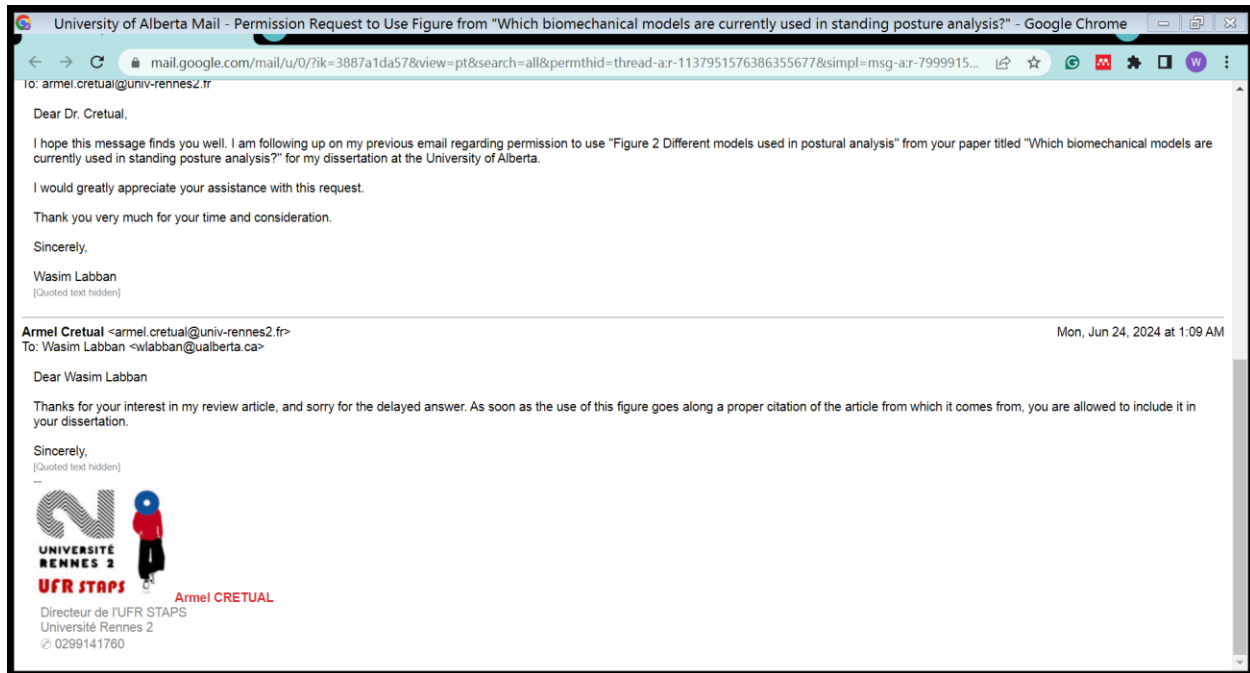 University of Alberta Mail - Permission Request to Use Figure from "Which biomechanical models are currently used in standing posture analysis?" - Google Chrome
mail.google.com/mail/u/0/?ik=3887a1da57&view=pt&search=all&permthid=thread-a:r-1137951576386355677&simpl=msg-a:r-7999915...
W
To: armel.cretual@univ-rennes2.fr
Dear Dr. Cretual,
I hope this message finds you well. I am following up on my previous email regarding permission to use "Figure 2 Different models used in postural analysis" from your paper titled "Which biomechanical models are
currently used in standing posture analysis?" for my dissertation at the University of Alberta.
I would greatly appreciate your assistance with this request.
Thank you very much for your time and consideration.
Sincerely,
Wasim Labban
[Quoted text hidden]
Armel Cretual <armel.cretual@univ-rennes2.fr> Mon, Jun 24, 2024 at 1:09 AM
To: Wasim Labban <wlabban@ualberta.ca>
Dear Wasim Labban
Thanks for your interest in my review article, and sorry for the delayed answer. As soon as the use of this figure goes along a proper citation of the article from which it comes from, you are allowed to include it in
your dissertation.
Sincerely,
[Quoted text hidden]
--
UNIVERSITÉ
RENNES 2
UFR STAPS
Armel CRETUAL
Directeur de l'UFR STAPS
Université Rennes 2
✆ 0299141760